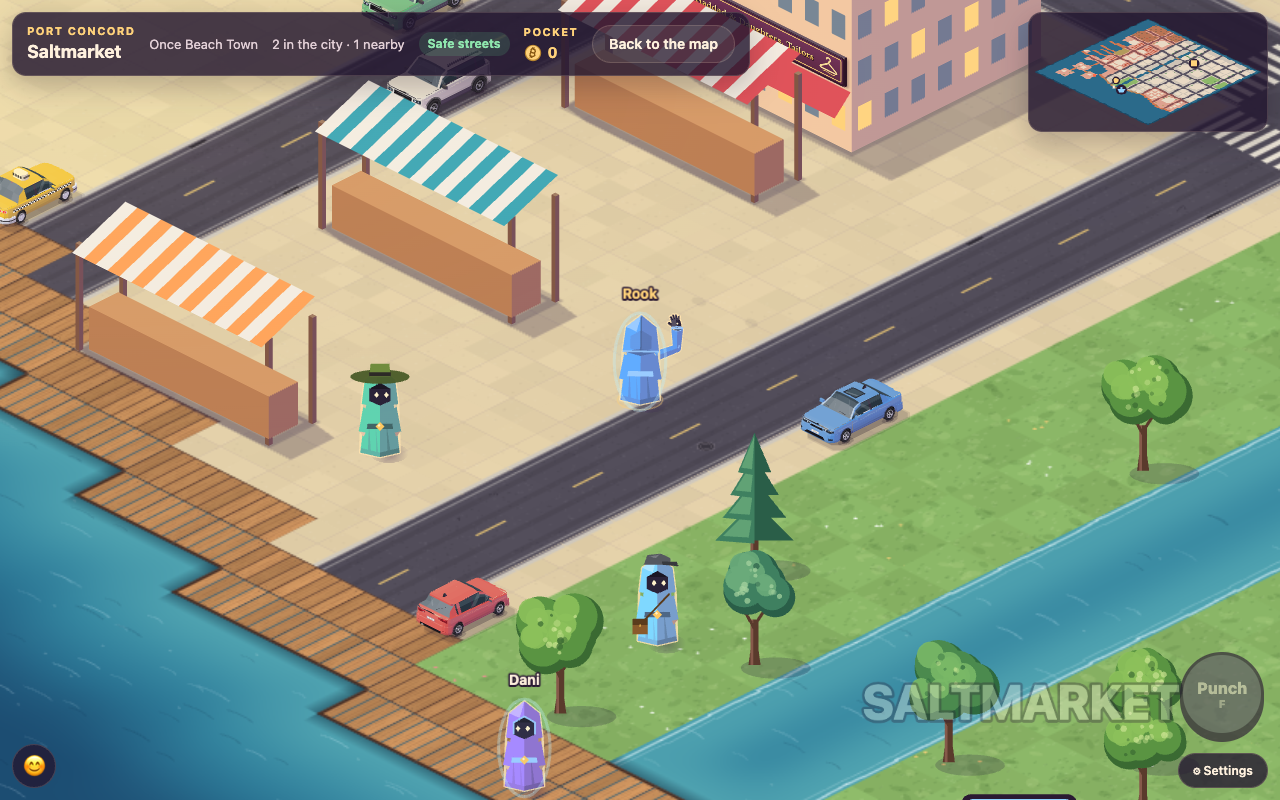 PORT CONCORD
Saltmarket
Once Beach Town
2 in the city · 1 nearby
Safe streets
POCKET
0
Back to the map
Tailors
Rook
Dani
SALTMARKET
Punch
F
Settings